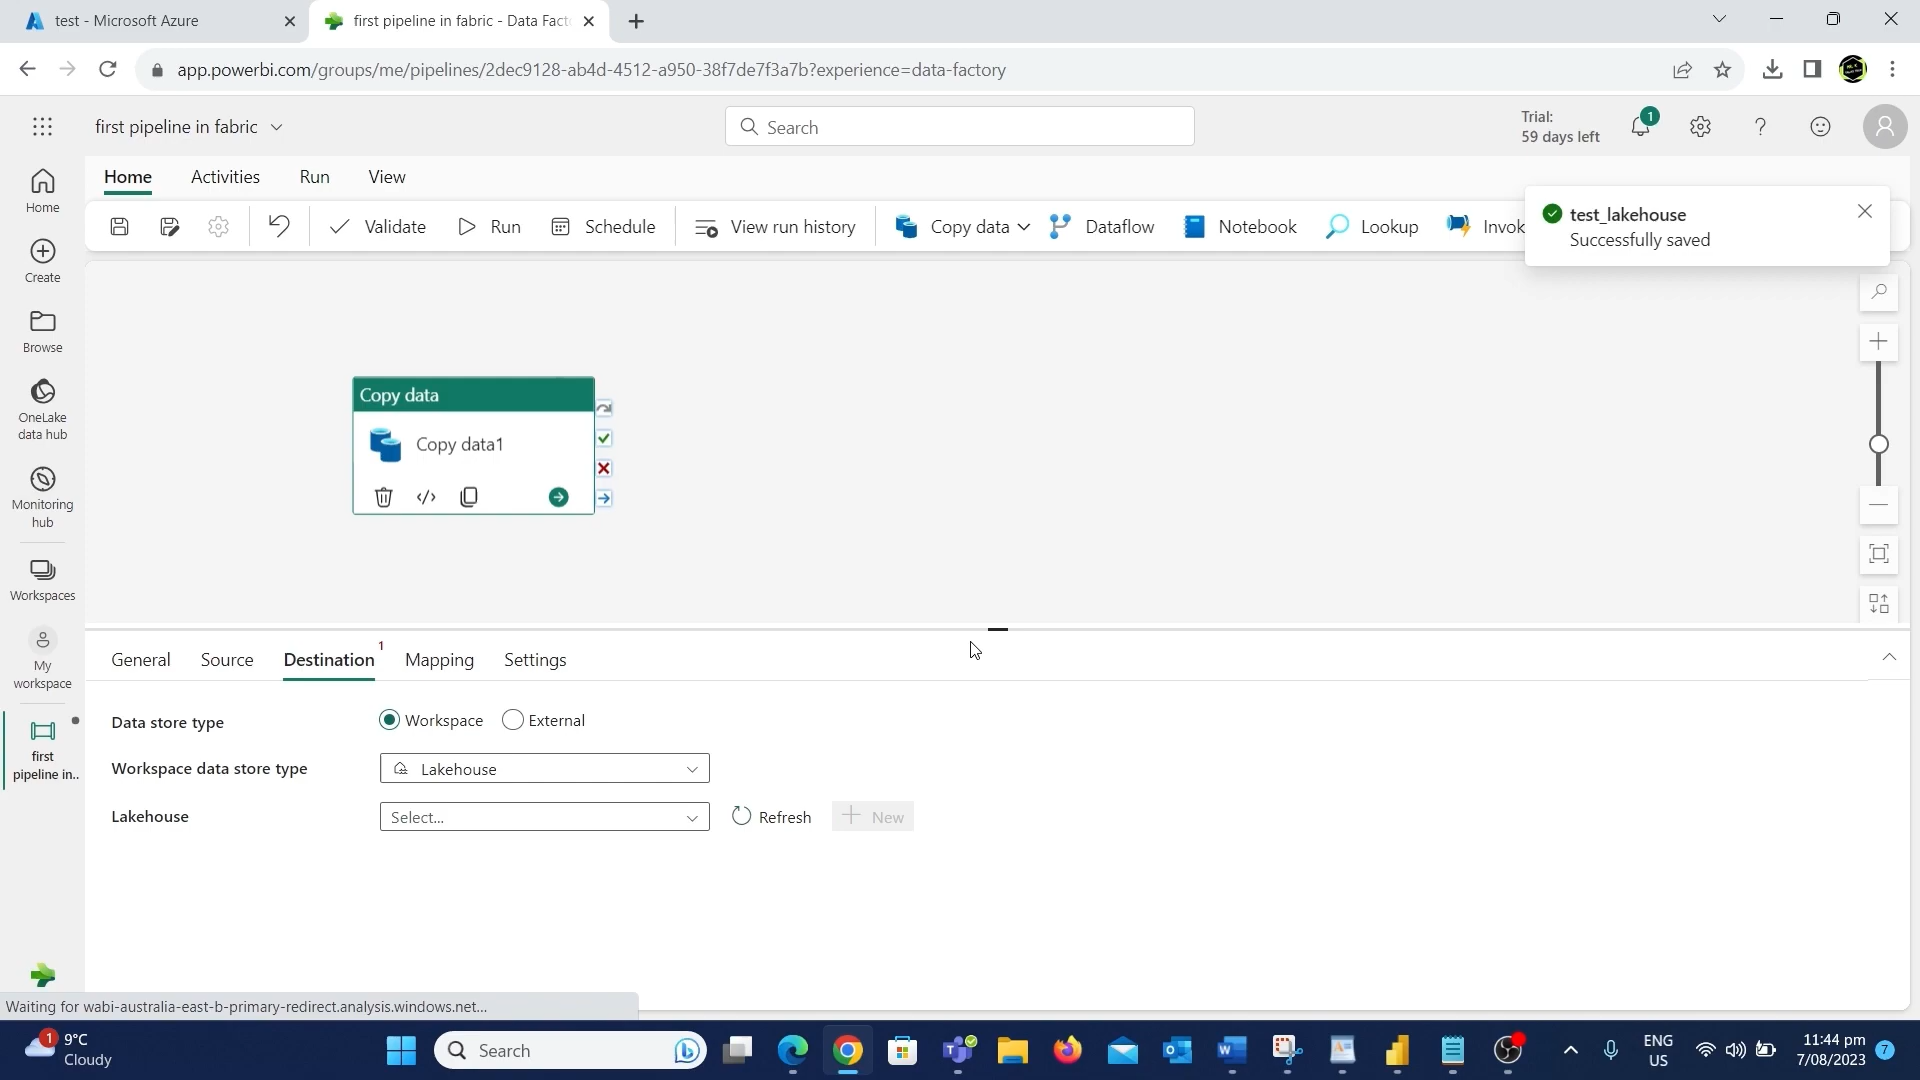 test - Microsoft Azure
first pipeline in fabric - Data Fact
app.powerbi.com/groups/me/pipelines/2dec9128-ab4d-4512-a950-38f7de7f3a7b?experience=data-factory
first pipeline in fabric
Search
Trial:
59 days left
1
Home
Activities
Run
View
Validate
Run
Schedule
View run history
Copy data
Dataflow
Notebook
Lookup
Invok
test_lakehouse
Successfully saved
Home
Create
Browse
OneLake
data hub
Monitoring
hub
Workspaces
My
workspace
first
pipeline in..
Copy data
Copy data1
General
Source
Destination 1
Mapping
Settings
Data store type
Workspace
External
Workspace data store type
Lakehouse
Lakehouse
Select...
Refresh
New
Waiting for wabi-australia-east-b-primary-redirect.analysis.windows.net...
1
9°C
Cloudy
Search
ENG
US
11:44 pm
7/08/2023
7